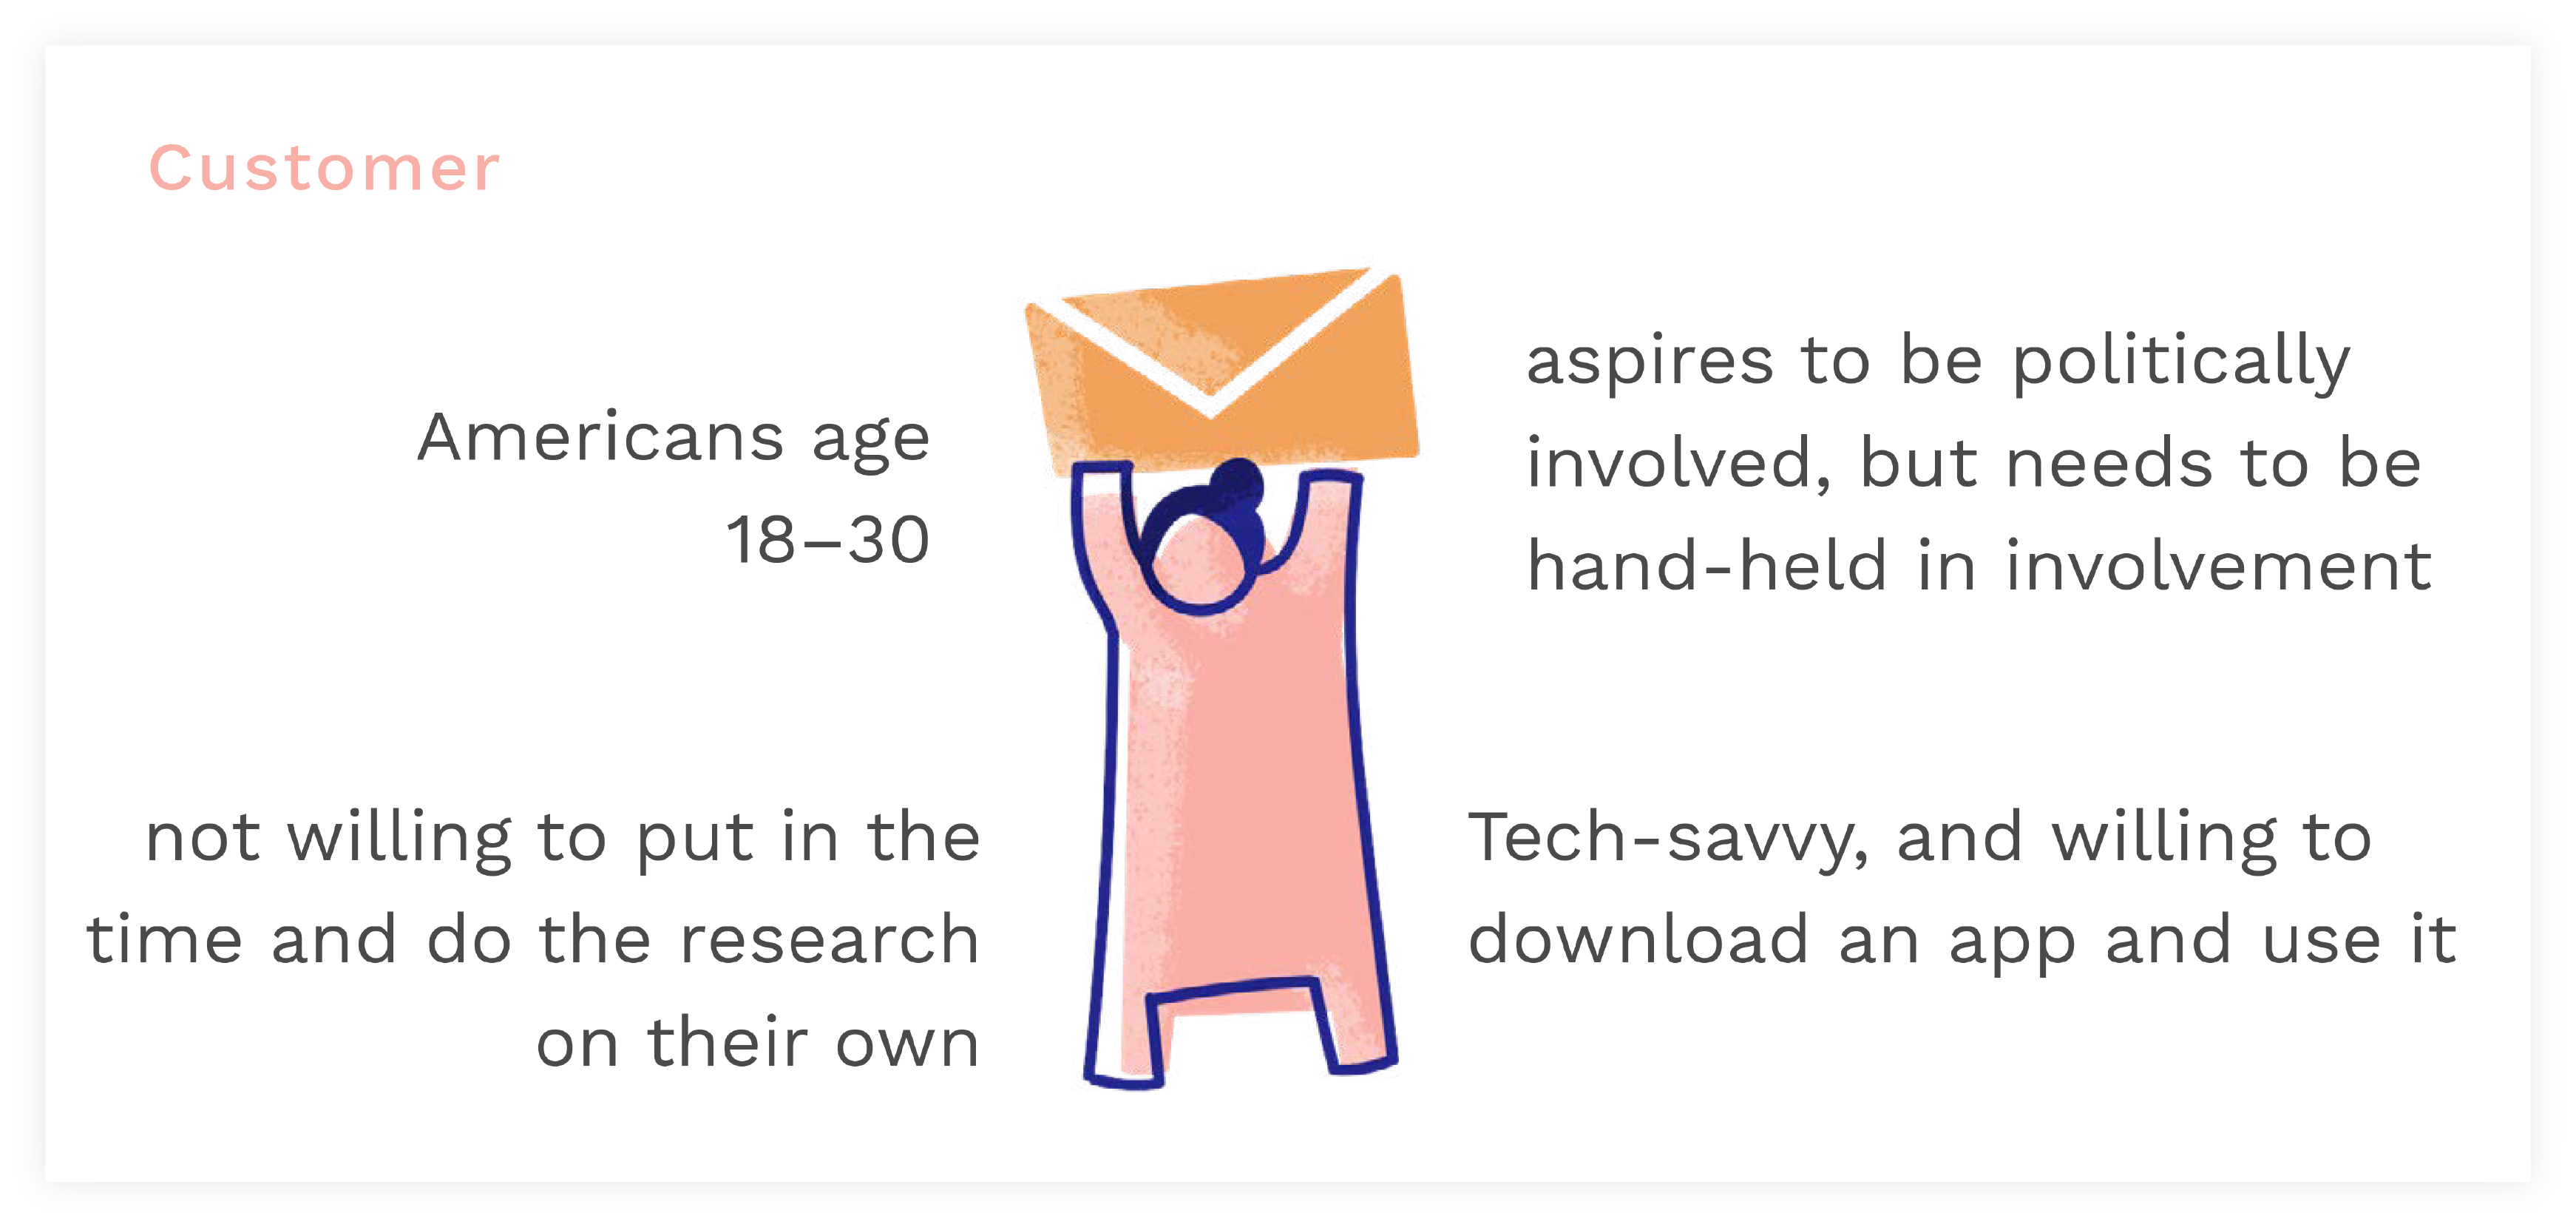 Customer
Americans age
18–30
aspires to be politically
involved, but needs to be
hand-held in involvement
not willing to put in the
time and do the research
on their own
Tech-savvy, and willing to
download an app and use it